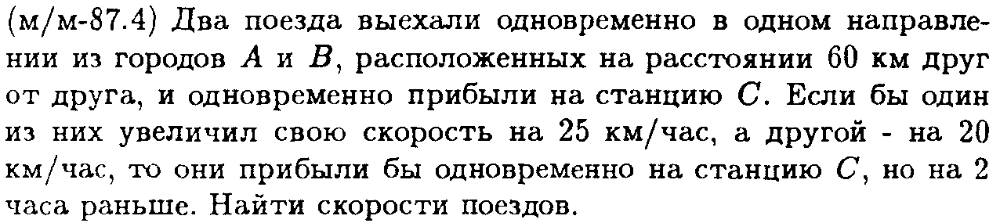 (м/м-87.4) Два поезда выехали одновременно в одном направле-
нии из городов A и B, расположенных на расстоянии 60 км друг
от друга, и одновременно прибыли на станцию C. Если бы один
из них увеличил свою скорость на 25 км/час, а другой - на 20
км/час, то они прибыли бы одновременно на станцию C, но на 2
часа раньше. Найти скорости поездов.